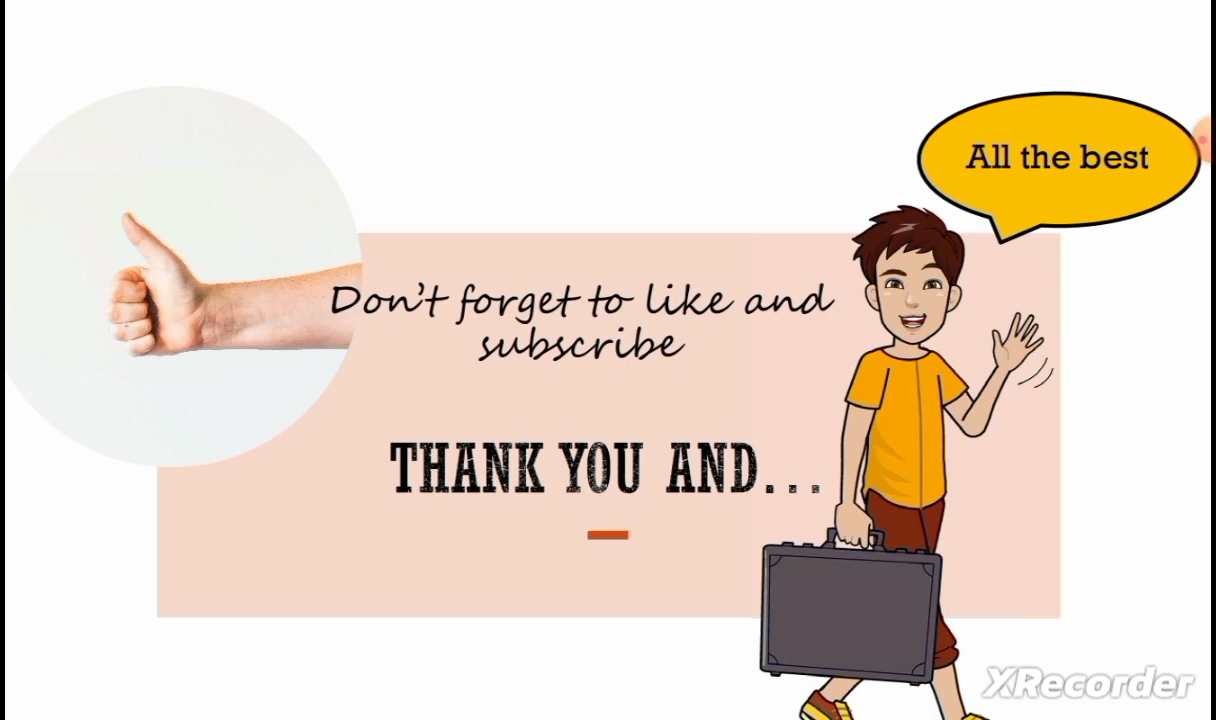 All the best
Don't forget to like and
subscribe
THANK YOU AND...
XRecorder